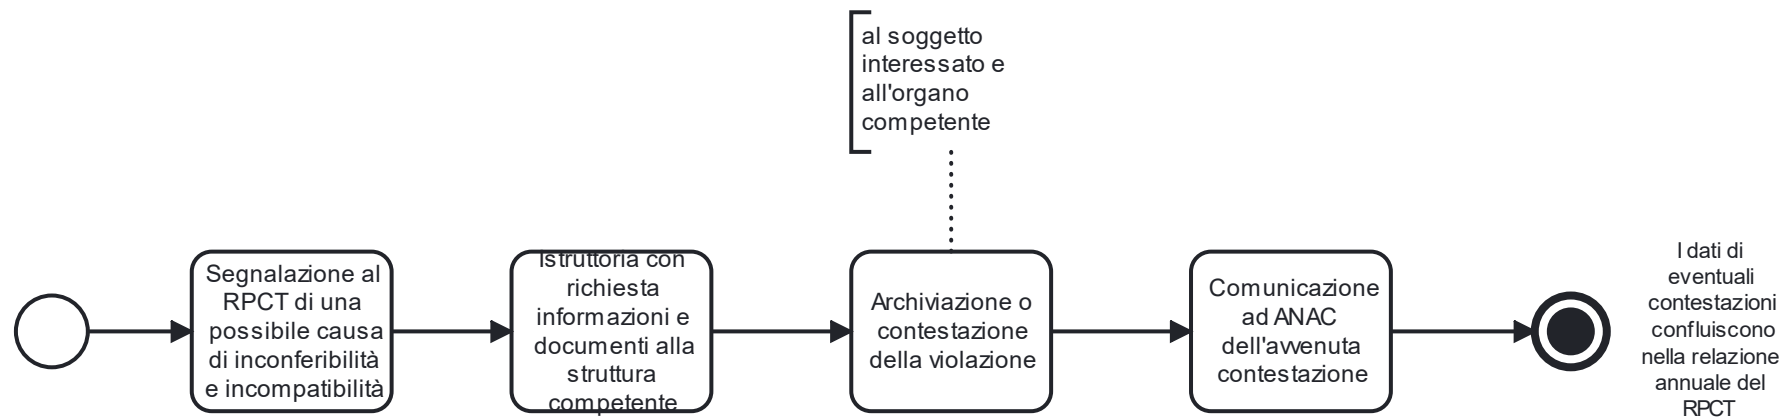 al soggetto
interessato e
all'organo
competente
Segnalazione al
RPCT di una
possibile causa
di inconferibilità
e incompatibilità
Istruttoria con
richiesta
informazioni e
documenti alla
struttura
competente
Archiviazione o
contestazione
della violazione
Comunicazione
ad ANAC
dell'avvenuta
contestazione
I dati di
eventuali
contestazioni
confluiscono
nella relazione
annuale del
RPCT